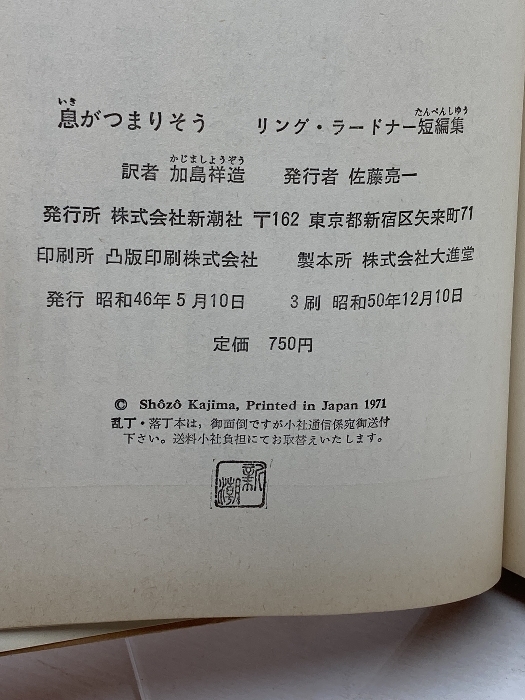 いき たんぺんしゆう
息がつまりそう リング・ラードナー短編集
かじましようぞう
訳者 加島祥造 発行者 佐藤亮一
発行所 株式会社新潮社 〒162 東京都新宿区矢来町71
印刷所 凸版印刷株式会社 製本所 株式会社大進堂
発行 昭和46年5月10日 3刷 昭和50年12月10日
定価 750円
© Shôzô Kajima, Printed in Japan 1971
乱丁・落丁本は，御面倒ですが小社通信係宛御送付
下さい。送料小社負担にてお取替えいたします。
新潮